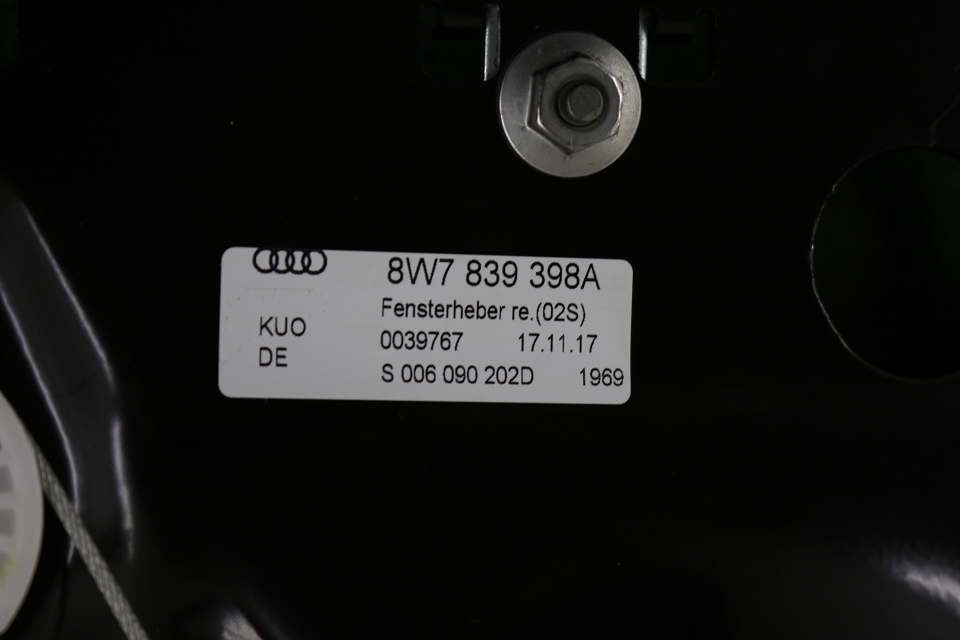 8W7 839 398A
Fensterheber re.(02S)
KUO 0039767 17.11.17
DE S 006 090 202D 1969